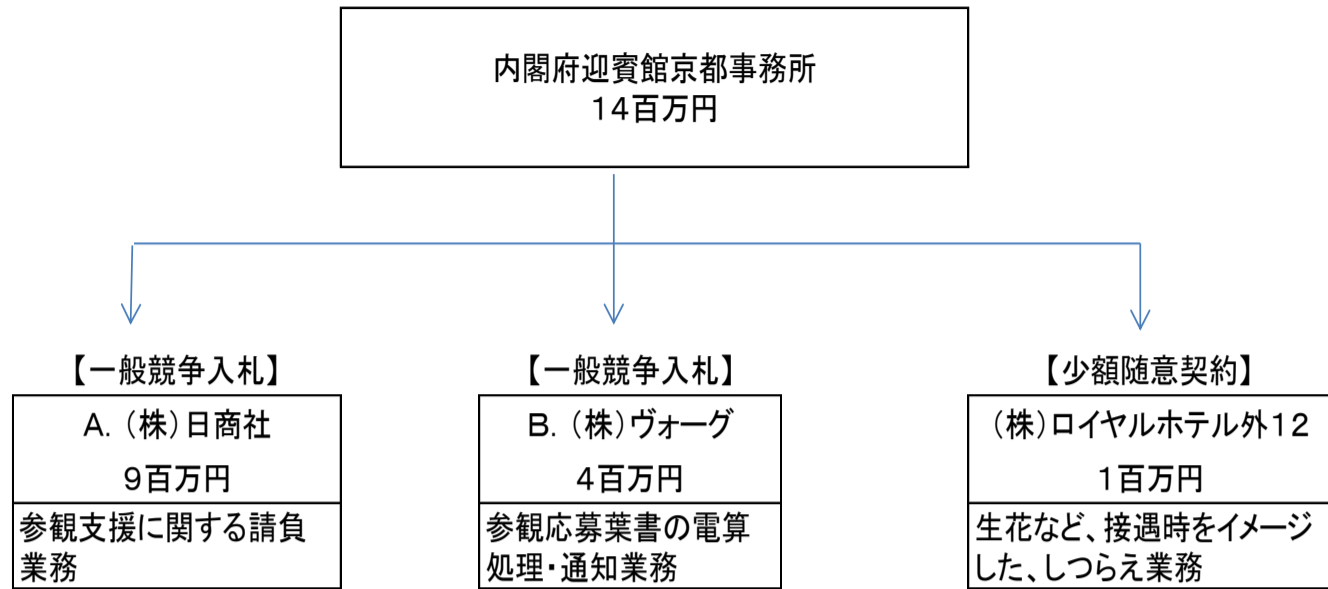 内閣府迎賓館京都事務所
14百万円
【一般競争入札】
A.（株）日商社
9百万円
参観支援に関する請負
業務
【一般競争入札】
B.（株）ヴォーグ
4百万円
参観応募葉書の電算
処理・通知業務
【少額随意契約】
（株）ロイヤルホテル外12
1百万円
生花など、接遇時をイメージ
した、しつらえ業務